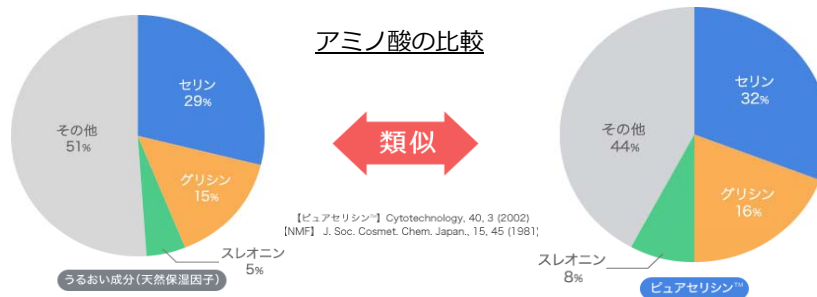 アミノ酸の比較
セリン
29%
その他
51%
グリシン
15%
スレオニン
5%
うるおい成分(天然保湿因子)
類似
【ピュアセリシン™】 Cytotechnology, 40, 3 (2002)
【NMF】 J. Soc. Cosmet. Chem. Japan., 15, 45 (1981)
セリン
32%
その他
44%
グリシン
16%
スレオニン
8%
ピュアセリシン™